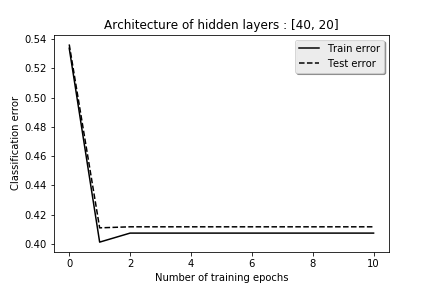 Architecture of hidden layers : [40, 20]
Train error
Test error
0.54
0.52
0.50
0.48
0.46
0.44
0.42
0.40
Classification error
0 2 4 6 8 10
Number of training epochs